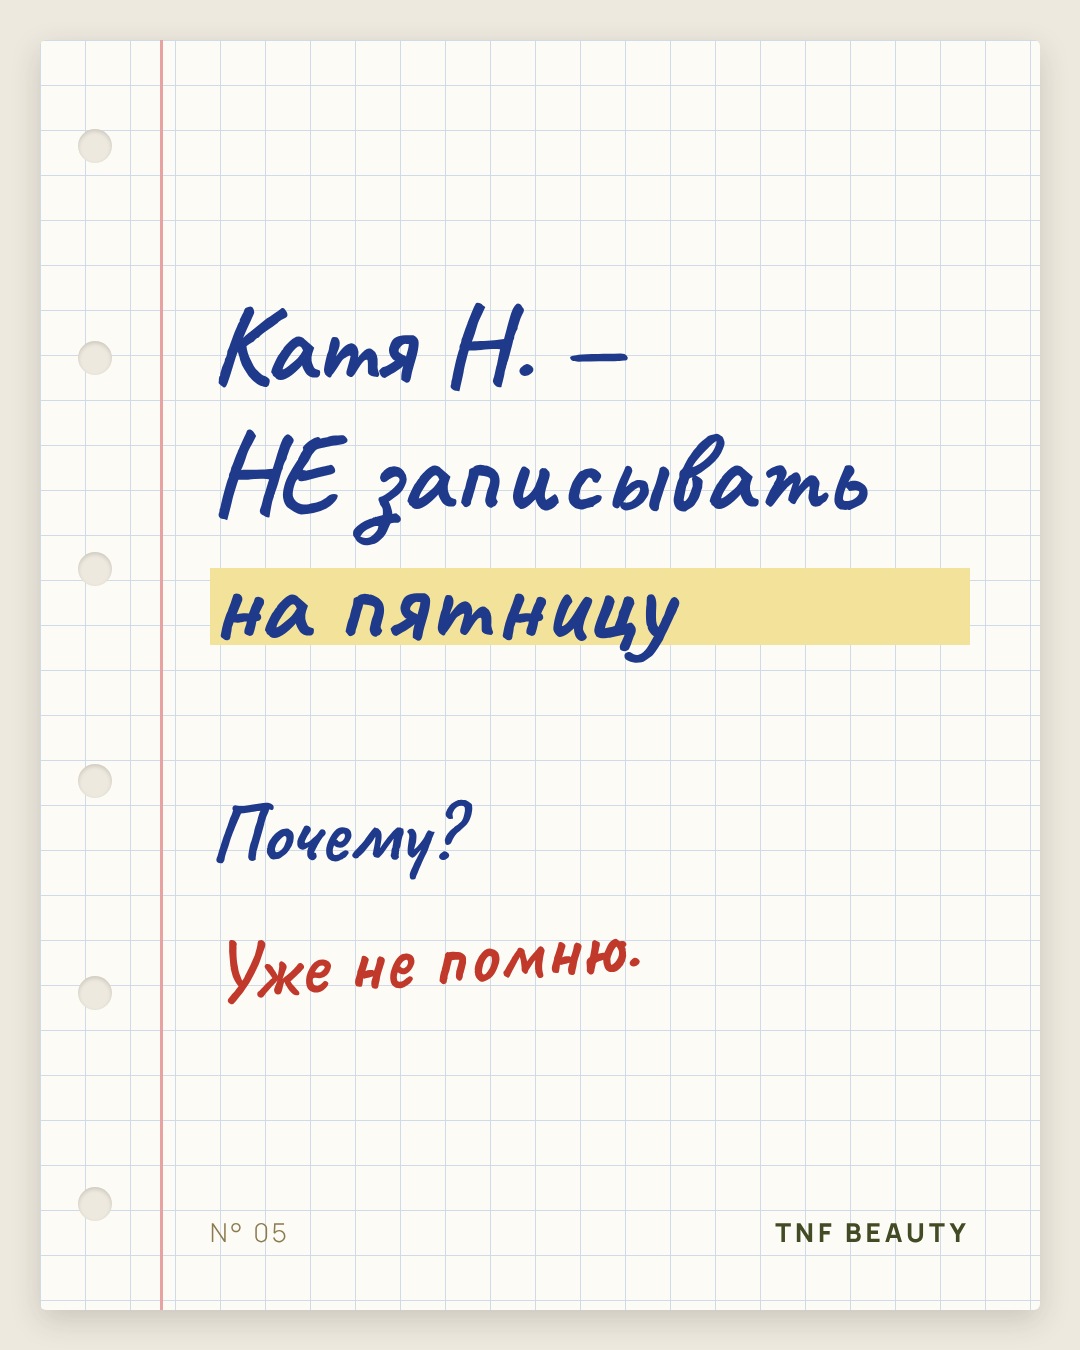 Катя Н. —
НЕ записывать
на пятницу
Почему?
Уже не помню.
N° 05
TNF BEAUTY